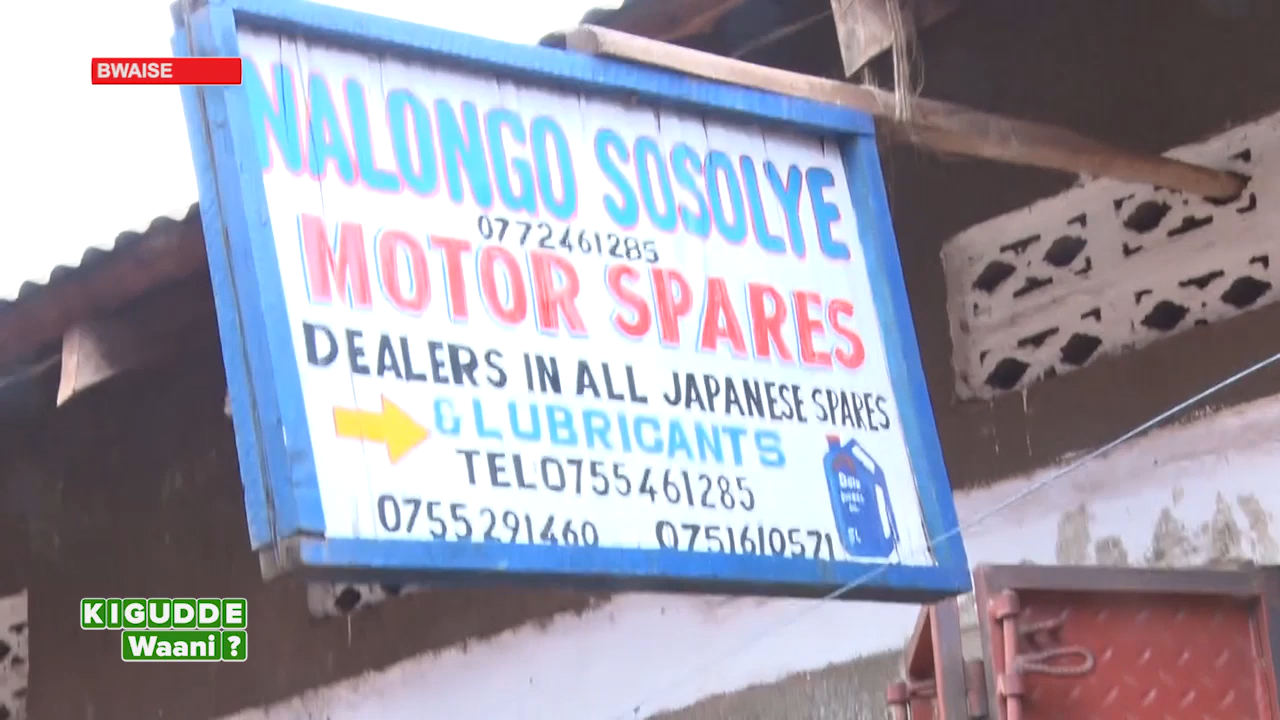 BWAISE
NALONGO SOSOLYE
0772461285
MOTOR SPARES
DEALERS IN ALL JAPANESE SPARES
& LUBRICANTS
TEL0755461285
0755291460 0751610571
KIGUDDE
Waani?